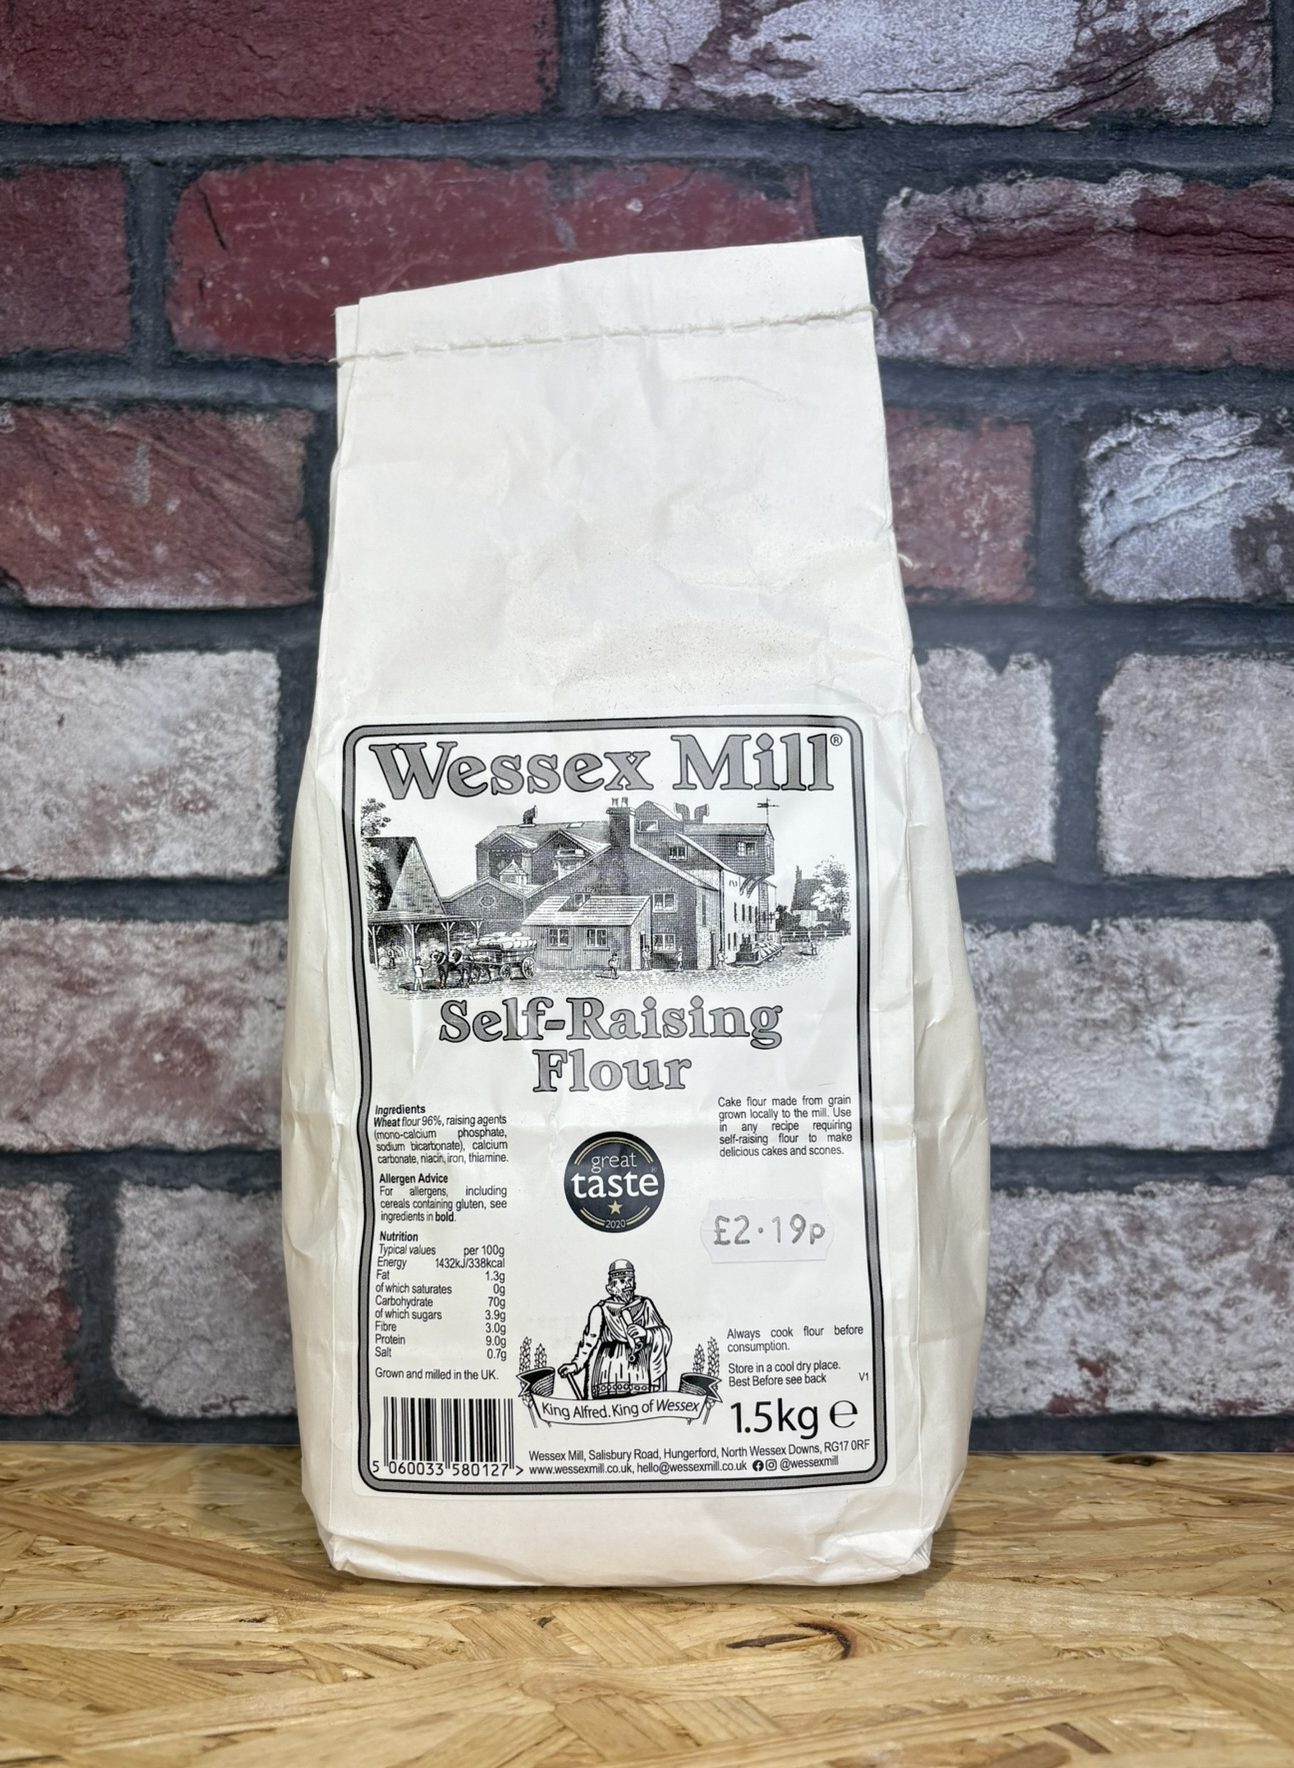 Wessex Mill®
Self-Raising
Flour
Ingredients
Wheat flour 96%, raising agents
(mono-calcium phosphate,
sodium bicarbonate), calcium
carbonate, niacin, iron, thiamine.
Allergen Advice
For allergens, including
cereals containing gluten, see
ingredients in bold.
Nutrition
Typical values per 100g
Energy 1432kJ/338kcal
Fat 1.3g
of which saturates 0g
Carbohydrate 70g
of which sugars 3.9g
Fibre 3.0g
Protein 9.0g
Salt 0.7g
Grown and milled in the UK.
5 060033 580127 >
great
taste
2020
King Alfred. King of Wessex
Cake flour made from grain
grown locally to the mill. Use
in any recipe requiring
self-raising flour to make
delicious cakes and scones.
£2·19p
Always cook flour before
consumption.
Store in a cool dry place.
Best Before see back V1
1.5kg ℮
Wessex Mill, Salisbury Road, Hungerford, North Wessex Downs, RG17 0RF
www.wessexmill.co.uk, hello@wessexmill.co.uk @wessexmill